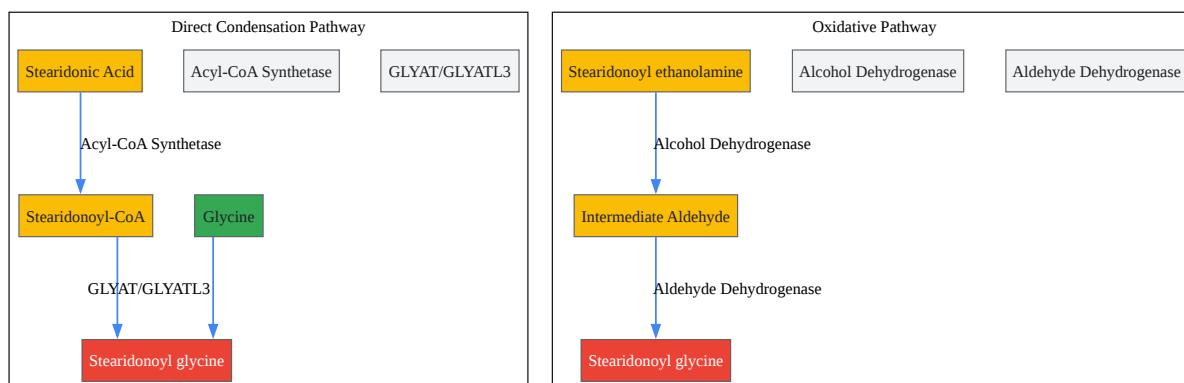 Direct Condensation Pathway
Stearidonic Acid
Acyl-CoA Synthetase
GLYAT/GLYATL3
Acyl-CoA Synthetase
Stearidonoyl-CoA
Glycine
GLYAT/GLYATL3
Stearidonoyl glycine
Oxidative Pathway
Stearidonoyl ethanolamine
Alcohol Dehydrogenase
Aldehyde Dehydrogenase
Alcohol Dehydrogenase
Intermediate Aldehyde
Aldehyde Dehydrogenase
Stearidonoyl glycine